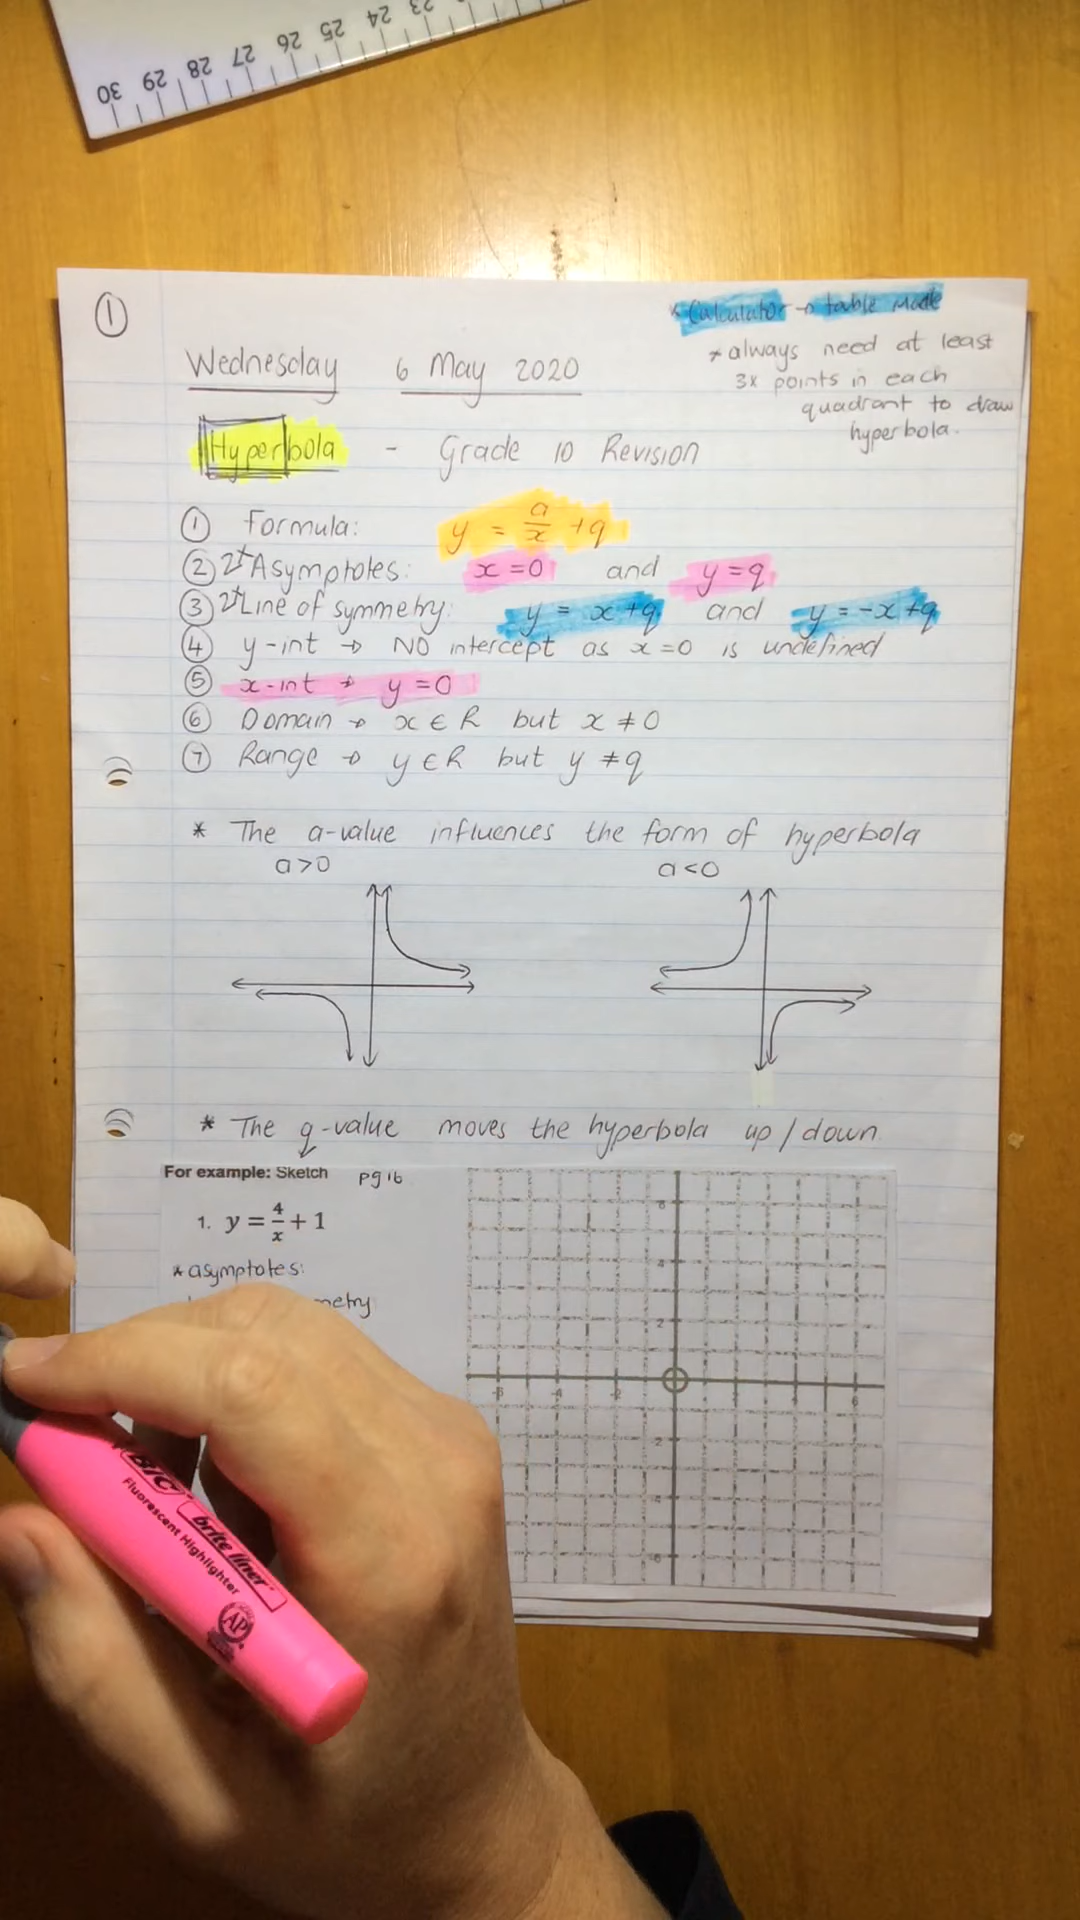 30 29 28 27 26 25 24 23
①
* Calculator → table mode
* always need at least
3x points in each
quadrant to draw
hyperbola.
Wednesday 6 May 2020
Hyperbola - Grade 10 Revision
① Formula: y = a/x + q
② 2* Asymptotes: x = 0 and y = q
③ 2* Line of symmetry: y = x + q and y = -x + q
④ y-int → NO intercept as x = 0 is undefined
⑤ x-int → y = 0
⑥ Domain → x ∈ R but x ≠ 0
⑦ Range → y ∈ R but y ≠ q
* The a-value influences the form of hyperbola
a > 0 a < 0
* The q-value moves the hyperbola up / down
For example: Sketch pg 16
1. y = 4/x + 1
* asymptotes:
metry
BIC brite liner
Fluorescent Highlighter
AP